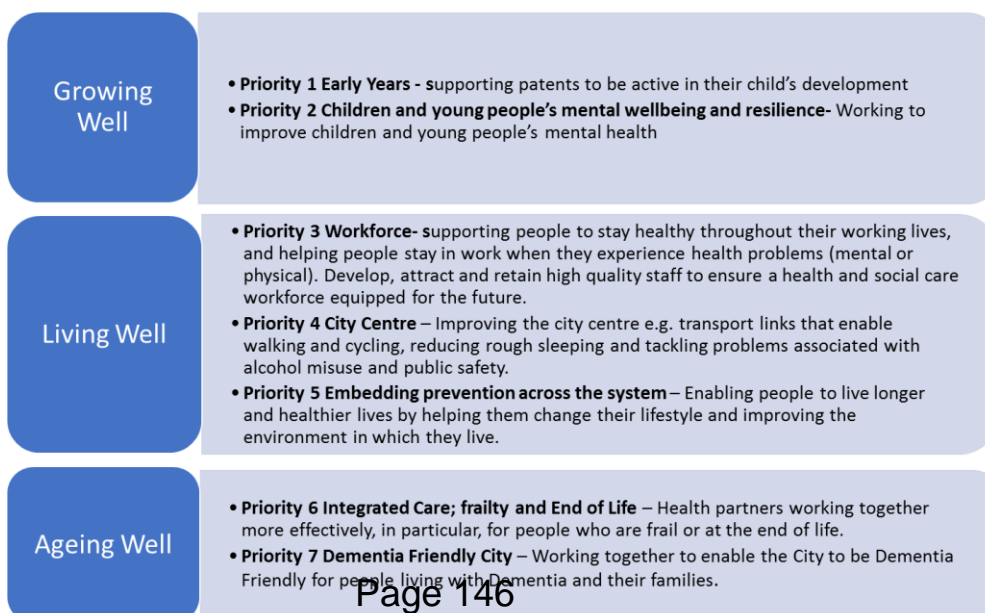 Growing
Well
• Priority 1 Early Years - supporting patents to be active in their child's development
• Priority 2 Children and young people's mental wellbeing and resilience- Working to
improve children and young people's mental health
Living Well
• Priority 3 Workforce- supporting people to stay healthy throughout their working lives,
and helping people stay in work when they experience health problems (mental or
physical). Develop, attract and retain high quality staff to ensure a health and social care
workforce equipped for the future.
• Priority 4 City Centre – Improving the city centre e.g. transport links that enable
walking and cycling, reducing rough sleeping and tackling problems associated with
alcohol misuse and public safety.
• Priority 5 Embedding prevention across the system – Enabling people to live longer
and healthier lives by helping them change their lifestyle and improving the
environment in which they live.
Ageing Well
• Priority 6 Integrated Care; frailty and End of Life – Health partners working together
more effectively, in particular, for people who are frail or at the end of life.
• Priority 7 Dementia Friendly City – Working together to enable the City to be Dementia
Friendly for people living with Dementia and their families.
Page 146